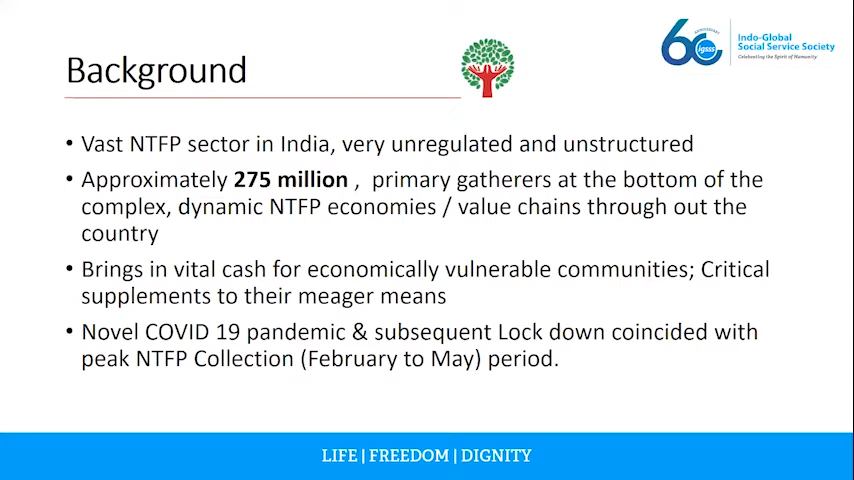 Background
60
ANNIVERSARY
igsss
Indo-Global
Social Service Society
Celebrating the Spirit of Humanity
• Vast NTFP sector in India, very unregulated and unstructured
• Approximately 275 million , primary gatherers at the bottom of the
complex, dynamic NTFP economies / value chains through out the
country
• Brings in vital cash for economically vulnerable communities; Critical
supplements to their meager means
• Novel COVID 19 pandemic & subsequent Lock down coincided with
peak NTFP Collection (February to May) period.
LIFE | FREEDOM | DIGNITY